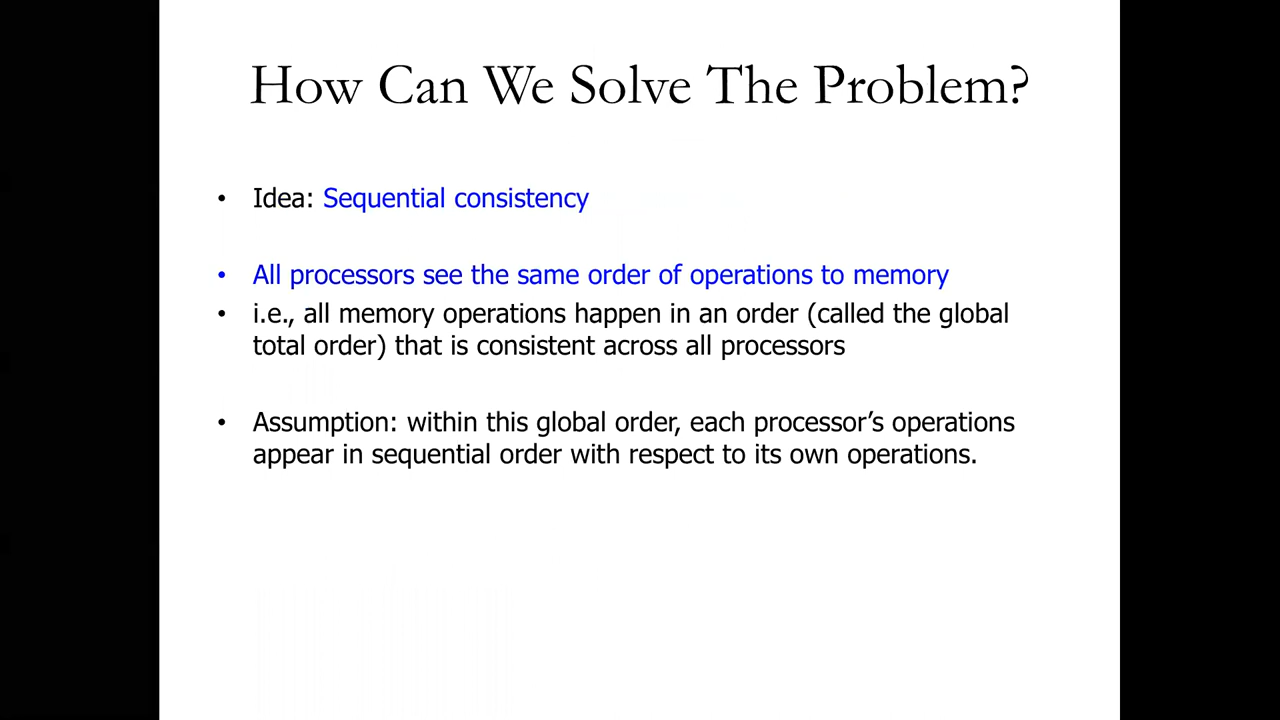 How Can We Solve The Problem?
• Idea: Sequential consistency
• All processors see the same order of operations to memory
• i.e., all memory operations happen in an order (called the global
total order) that is consistent across all processors
• Assumption: within this global order, each processor’s operations
appear in sequential order with respect to its own operations.